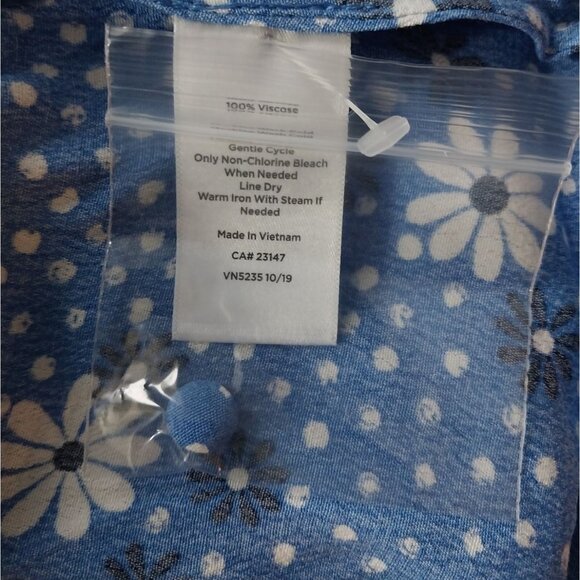 100% Viscose
Gentle Cycle
Only Non-Chlorine Bleach
When Needed
Line Dry
Warm Iron With Steam If
Needed
Made In Vietnam
CA# 23147
VN5235 10/19